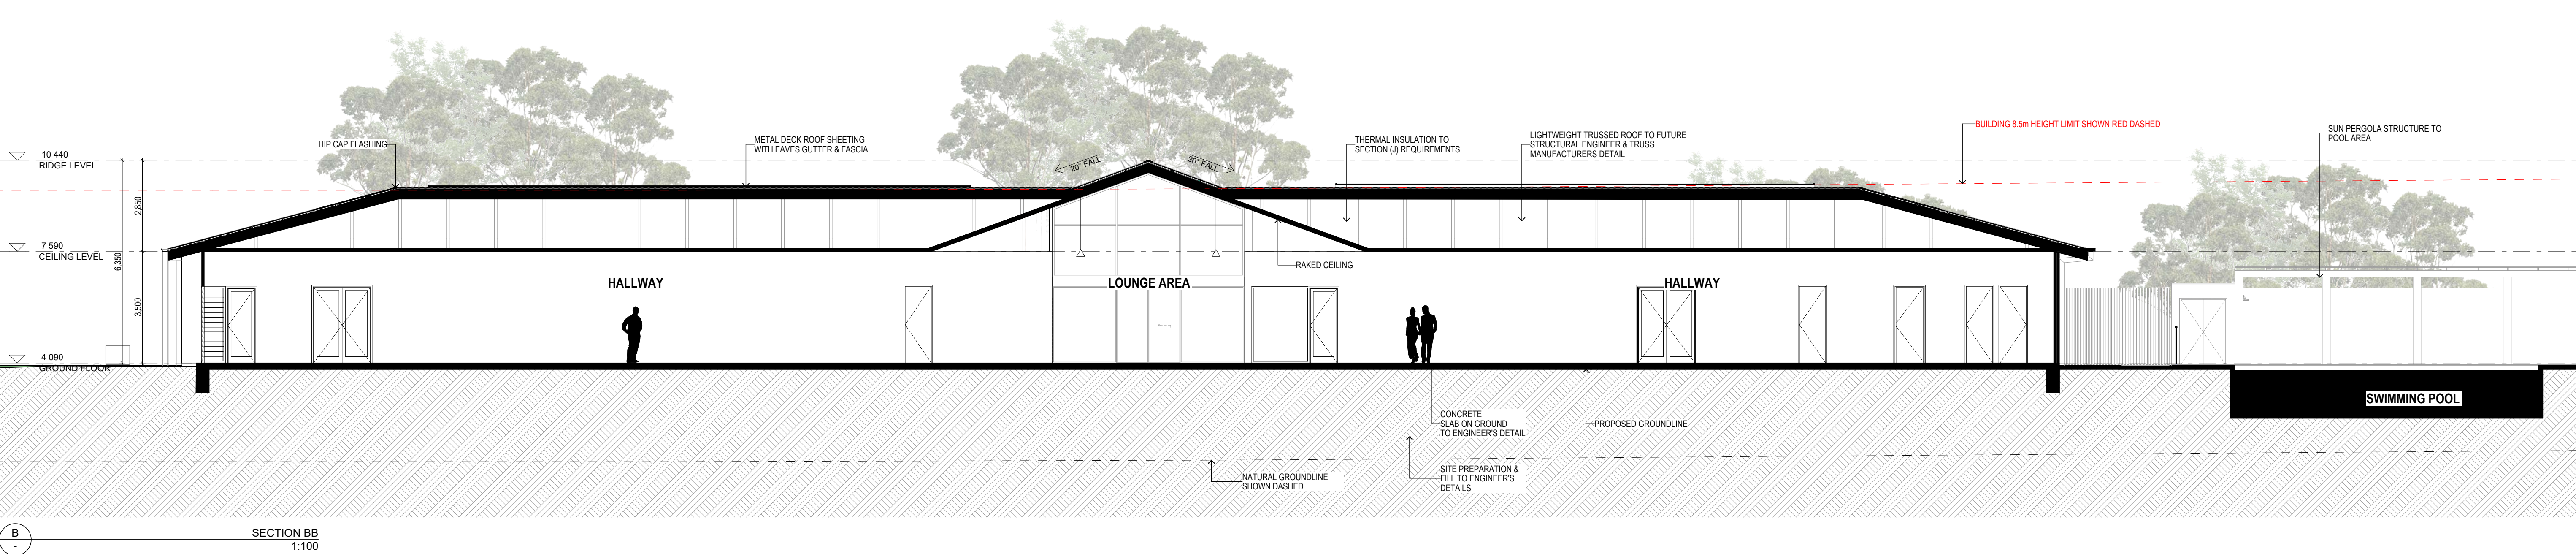 HIP CAP FLASHING
METAL DECK ROOF SHEETING
WITH EAVES GUTTER & FASCIA
20° FALL
20° FALL
THERMAL INSULATION TO
SECTION (J) REQUIREMENTS
LIGHTWEIGHT TRUSSED ROOF TO FUTURE
STRUCTURAL ENGINEER & TRUSS
MANUFACTURERS DETAIL
BUILDING 8.5m HEIGHT LIMIT SHOWN RED DASHED
SUN PERGOLA STRUCTURE TO
POOL AREA
10 440
RIDGE LEVEL
2,850
7 590
CEILING LEVEL
6,350
3,500
4 090
GROUND FLOOR
RAKED CEILING
HALLWAY
LOUNGE AREA
HALLWAY
SWIMMING POOL
CONCRETE
SLAB ON GROUND
TO ENGINEER'S DETAIL
PROPOSED GROUNDLINE
NATURAL GROUNDLINE
SHOWN DASHED
SITE PREPARATION &
FILL TO ENGINEER'S
DETAILS
B
-
SECTION BB
1:100